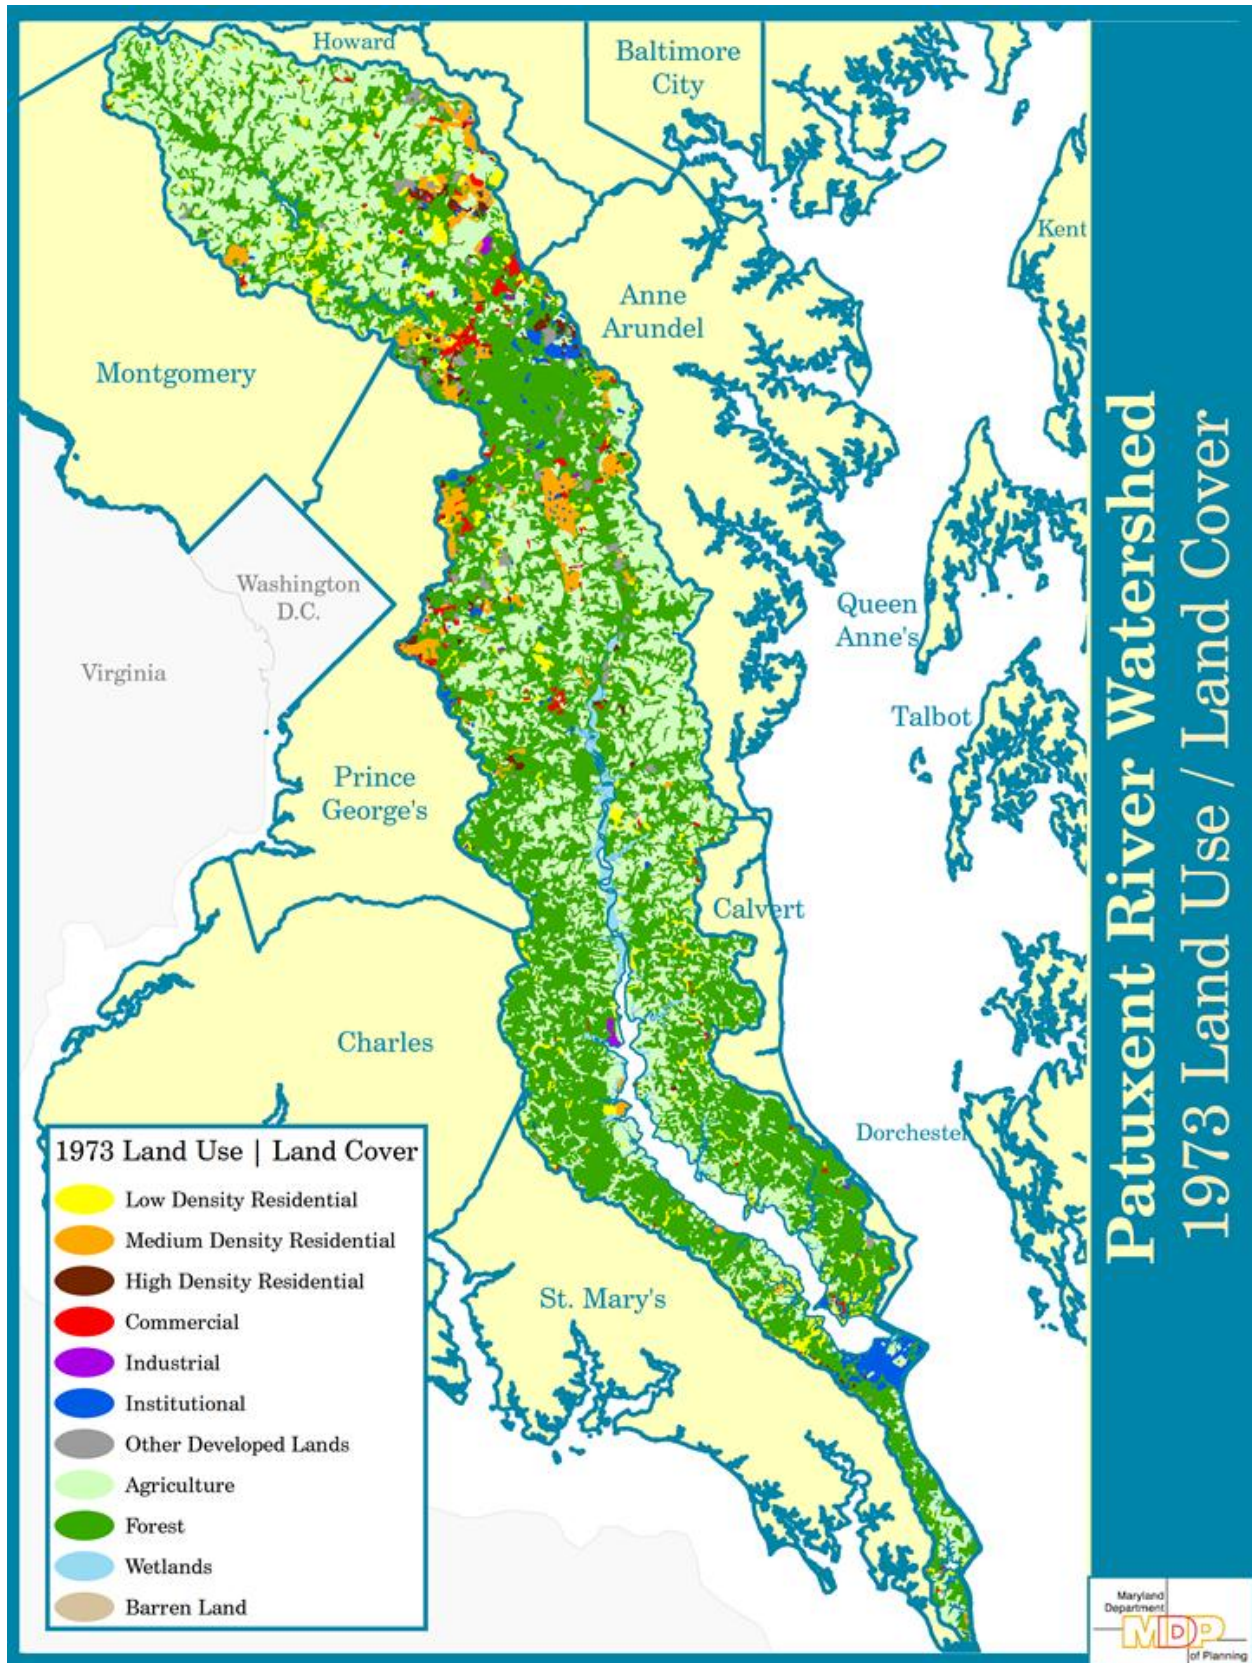 Howard
Baltimore
City
Kent
Anne
Arundel
Montgomery
Washington
D.C.
Virginia
Queen
Anne's
Talbot
Prince
George's
Calvert
Charles
Dorchester
St. Mary's
1973 Land Use | Land Cover
Low Density Residential
Medium Density Residential
High Density Residential
Commercial
Industrial
Institutional
Other Developed Lands
Agriculture
Forest
Wetlands
Barren Land
Patuxent River Watershed
1973 Land Use / Land Cover
Maryland
Department
MDP
of Planning